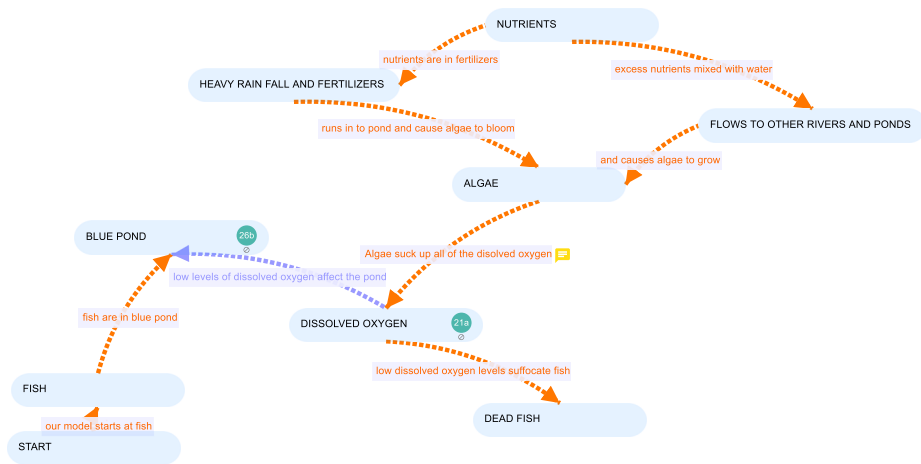 NUTRIENTS
nutrients are in fertilizers
excess nutrients mixed with water
HEAVY RAIN FALL AND FERTILIZERS
runs in to pond and cause algae to bloom
FLOWS TO OTHER RIVERS AND PONDS
and causes algae to grow
ALGAE
BLUE POND
26b
Algae suck up all of the disolved oxygen
low levels of dissolved oxygen affect the pond
fish are in blue pond
DISSOLVED OXYGEN
21a
low dissolved oxygen levels suffocate fish
FISH
DEAD FISH
our model starts at fish
START